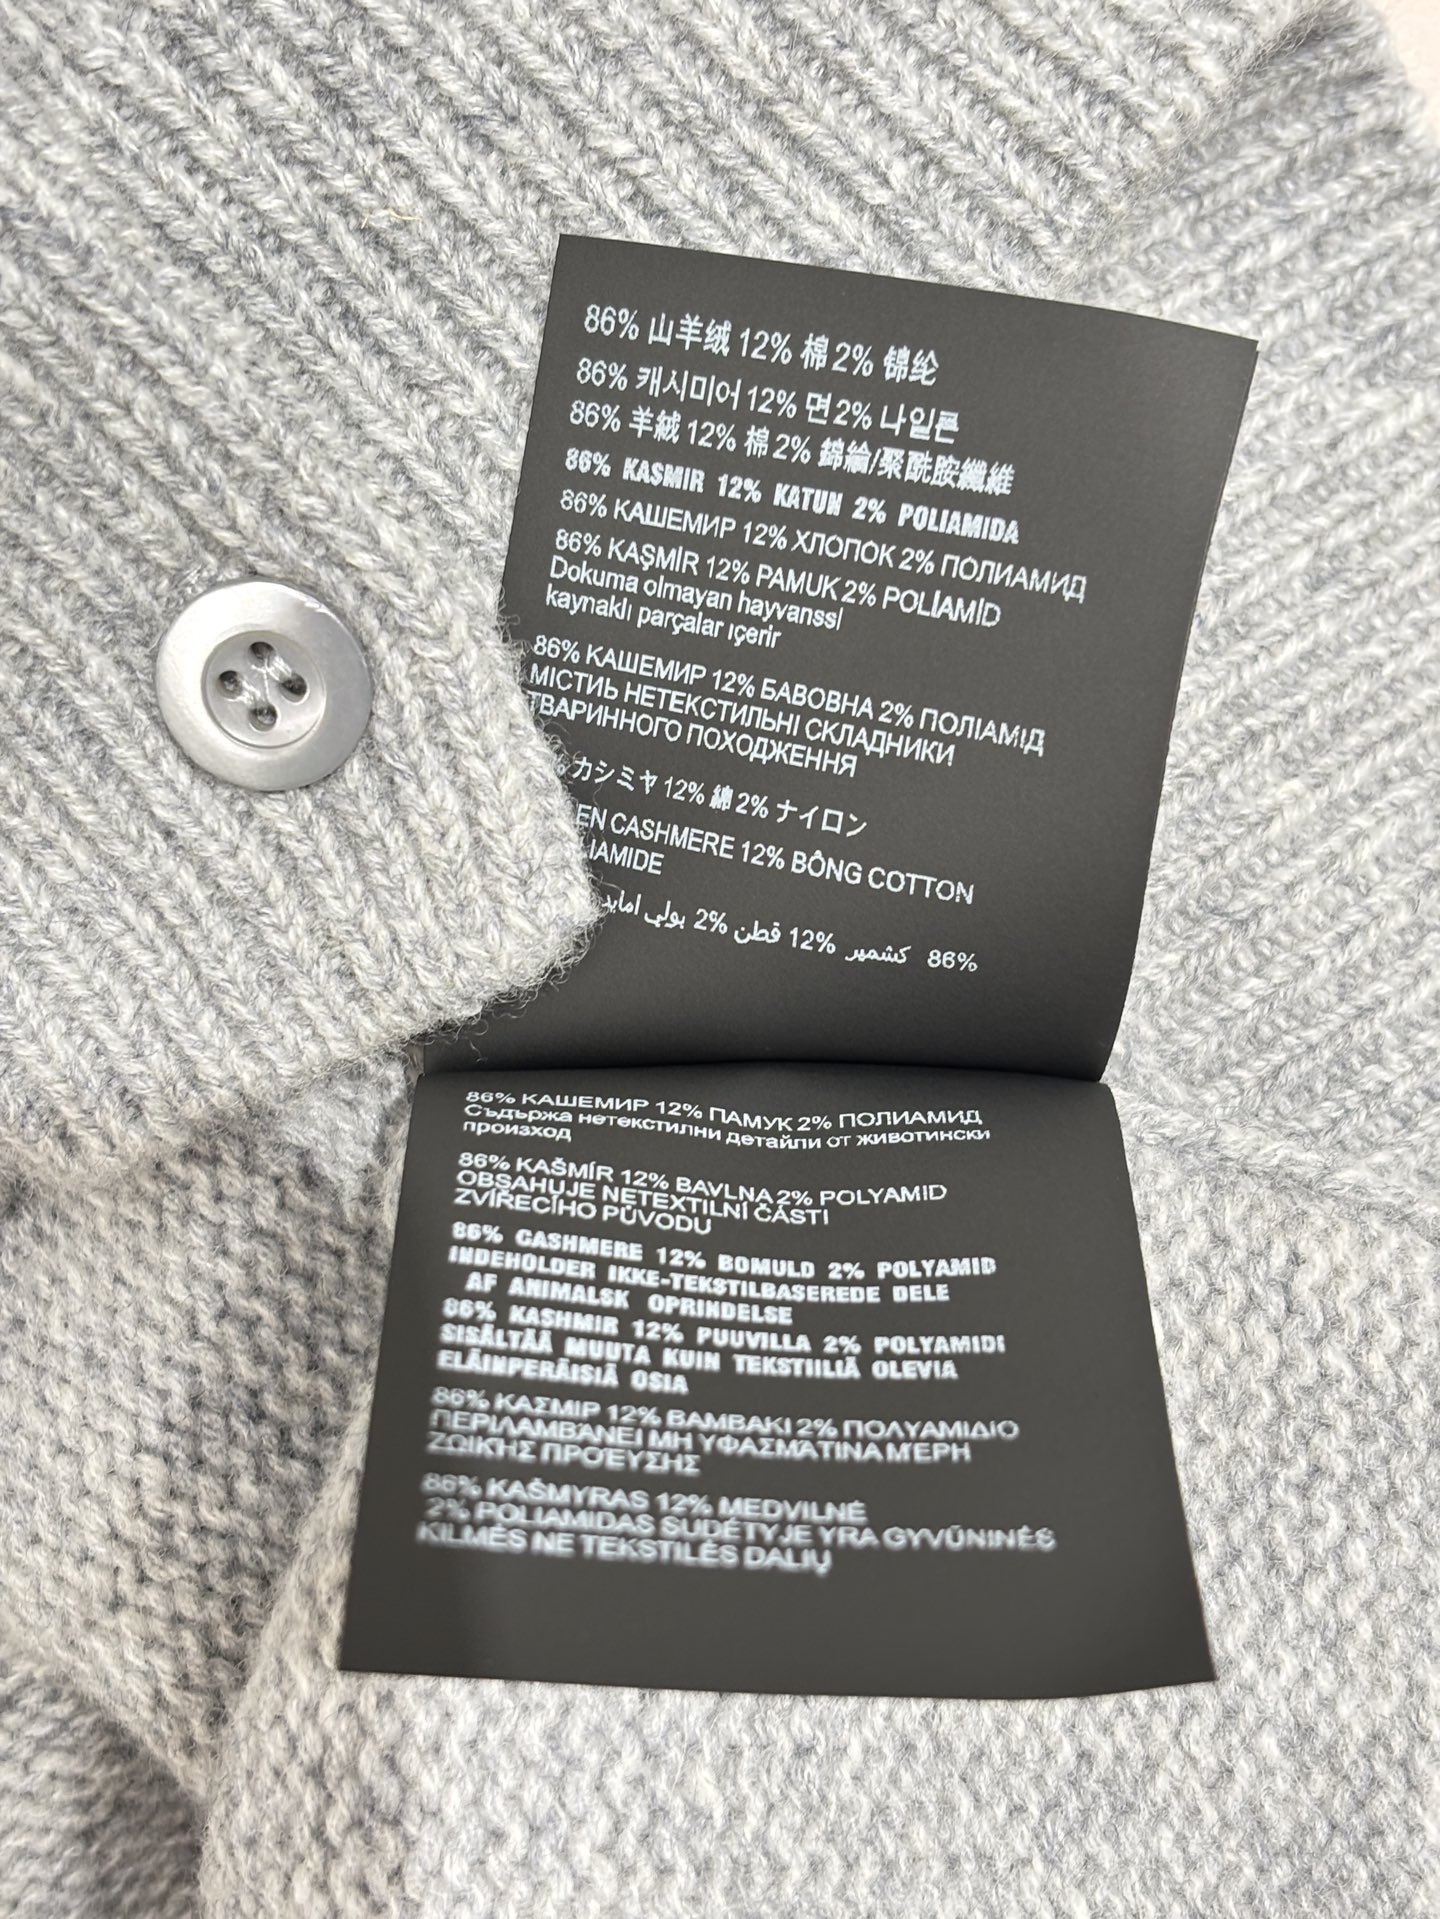 86% 山羊绒 12% 棉 2% 锦纶
86% 캐시미어 12% 면 2% 나일론
86% 羊絨 12% 棉 2% 錦綸/聚酰胺纖維
86% KASMIR 12% KATUN 2% POLIAMIDA
86% КАШЕМИР 12% ХЛОПОК 2% ПОЛИАМИД
86% KAŞMİR 12% PAMUK 2% POLİAMİD
Dokuma olmayan hayvanssl
kaynaklı parçalar ıçerir
86% КАШЕМИР 12% БАВОВНА 2% ПОЛІАМІД
МІСТИЬ НЕТЕКСТИЛЬНІ СКЛАДНИКИ
ТВАРИННОГО ПОХОДЖЕННЯ
% カシミヤ 12% 綿 2% ナイロン
EN CASHMERE 12% BÔNG COTTON
IAMIDE
86% كشمير 12% قطن 2% بولي امايد
86% КАШЕМИР 12% ПАМУК 2% ПОЛИАМИД
Съдържа нетекстилни детайли от животински
произход
86% KAŠMÍR 12% BAVLNA 2% POLYAMID
OBSAHUJE NETEXTILNÍ ČÁSTI
ZVÍŘECÍHO PŮVODU
86% CASHMERE 12% BOMULD 2% POLYAMID
INDEHOLDER IKKE-TEKSTILBASEREDE DELE
AF ANIMALSK OPRINDELSE
86% KASHMIR 12% PUUVILLA 2% POLYAMIDI
SISÄLTÄÄ MUUTA KUIN TEKSTIILIÄ OLEVIA
ELÄINPERÄISIÄ OSIA
86% ΚΑΣΜΙΡ 12% ΒΑΜΒΑΚΙ 2% ΠΟΛΥΑΜΙΔΙΟ
ΠΕΡΙΛΑΜΒΆΝΕΙ ΜΗ ΥΦΑΣΜΆΤΙΝΑ ΜΈΡΗ
ΖΩΙΚΉΣ ΠΡΟΈΥΣΗΣ
86% KAŠMYRAS 12% MEDVILNĖ
2% POLIAMIDAS SUDĖTYJE YRA GYVŪNINĖS
KILMĖS NE TEKSTILĖS DALIŲ